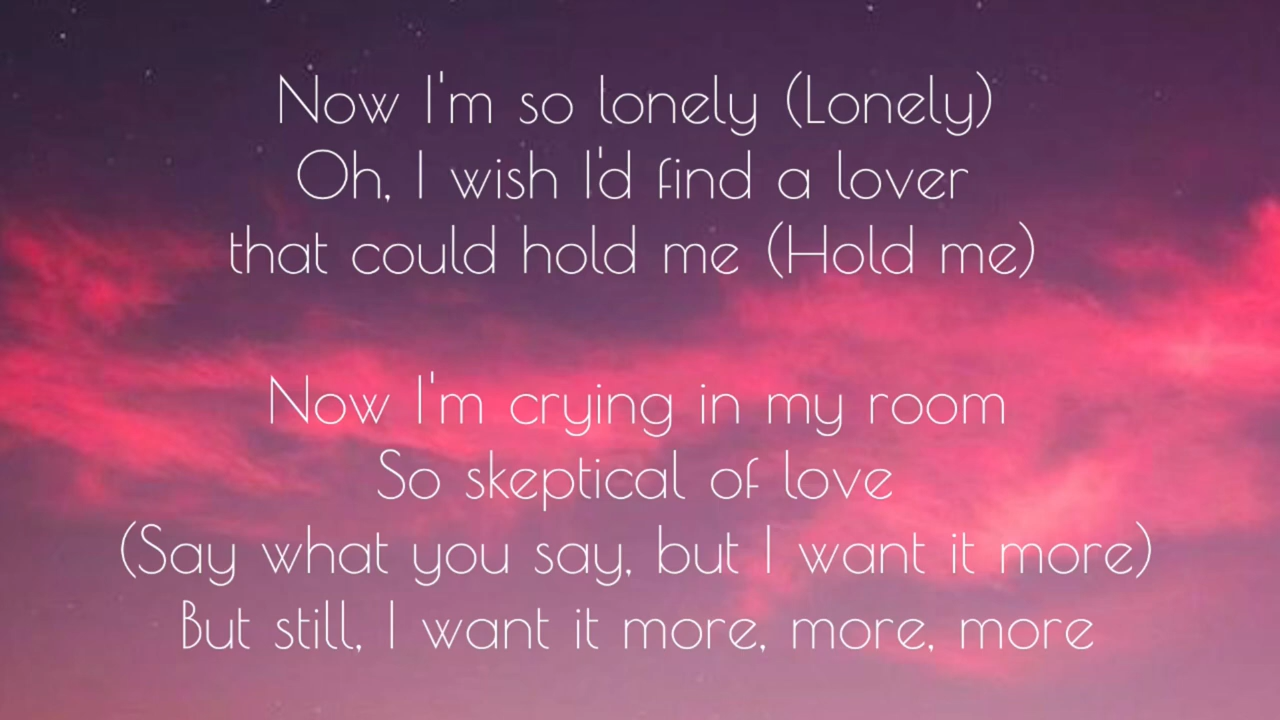 Now I'm so lonely (Lonely)
Oh, I wish I'd find a lover
that could hold me (Hold me)
Now I'm crying in my room
So skeptical of love
(Say what you say, but I want it more)
But still, I want it more, more, more